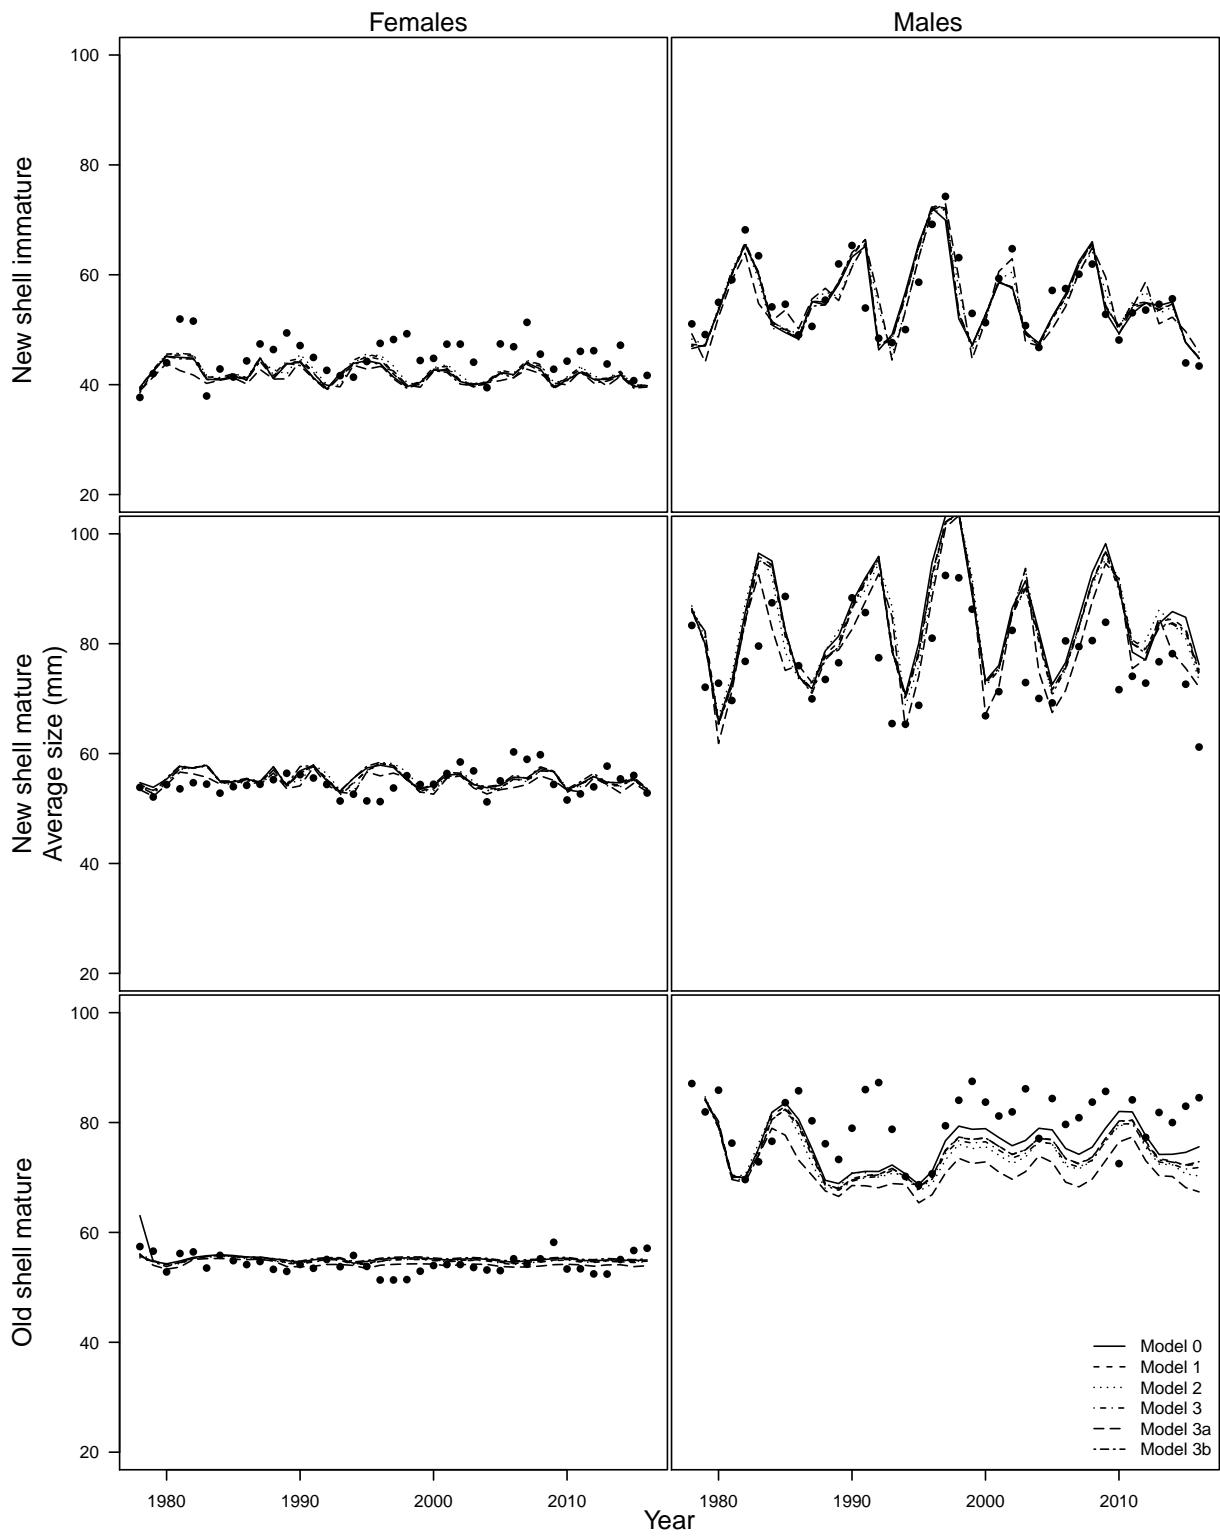 Females
Males
New shell immature
100
80
60
40
20
New shell mature
Average size (mm)
100
80
60
40
20
Old shell mature
100
80
60
40
20
Model 0
Model 1
Model 2
Model 3
Model 3a
Model 3b
1980
1990
2000
2010
1980
1990
2000
2010
Year